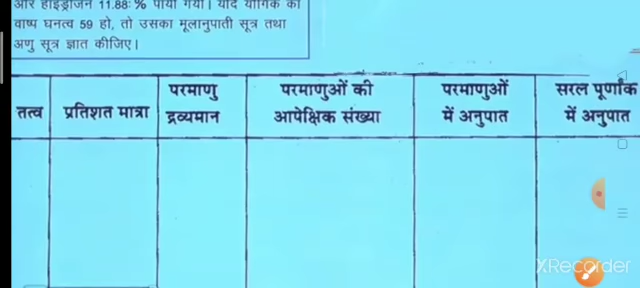 और हाइड्रोजन 11.88: % पाया गया। यदि यौगिक का
वाष्प घनत्व 59 हो, तो उसका मूलानुपाती सूत्र तथा
अणु सूत्र ज्ञात कीजिए।
तत्व प्रतिशत मात्रा परमाणु द्रव्यमान परमाणुओं की आपेक्षिक संख्या परमाणुओं में अनुपात सरल पूर्णांक में अनुपात
XRecorder